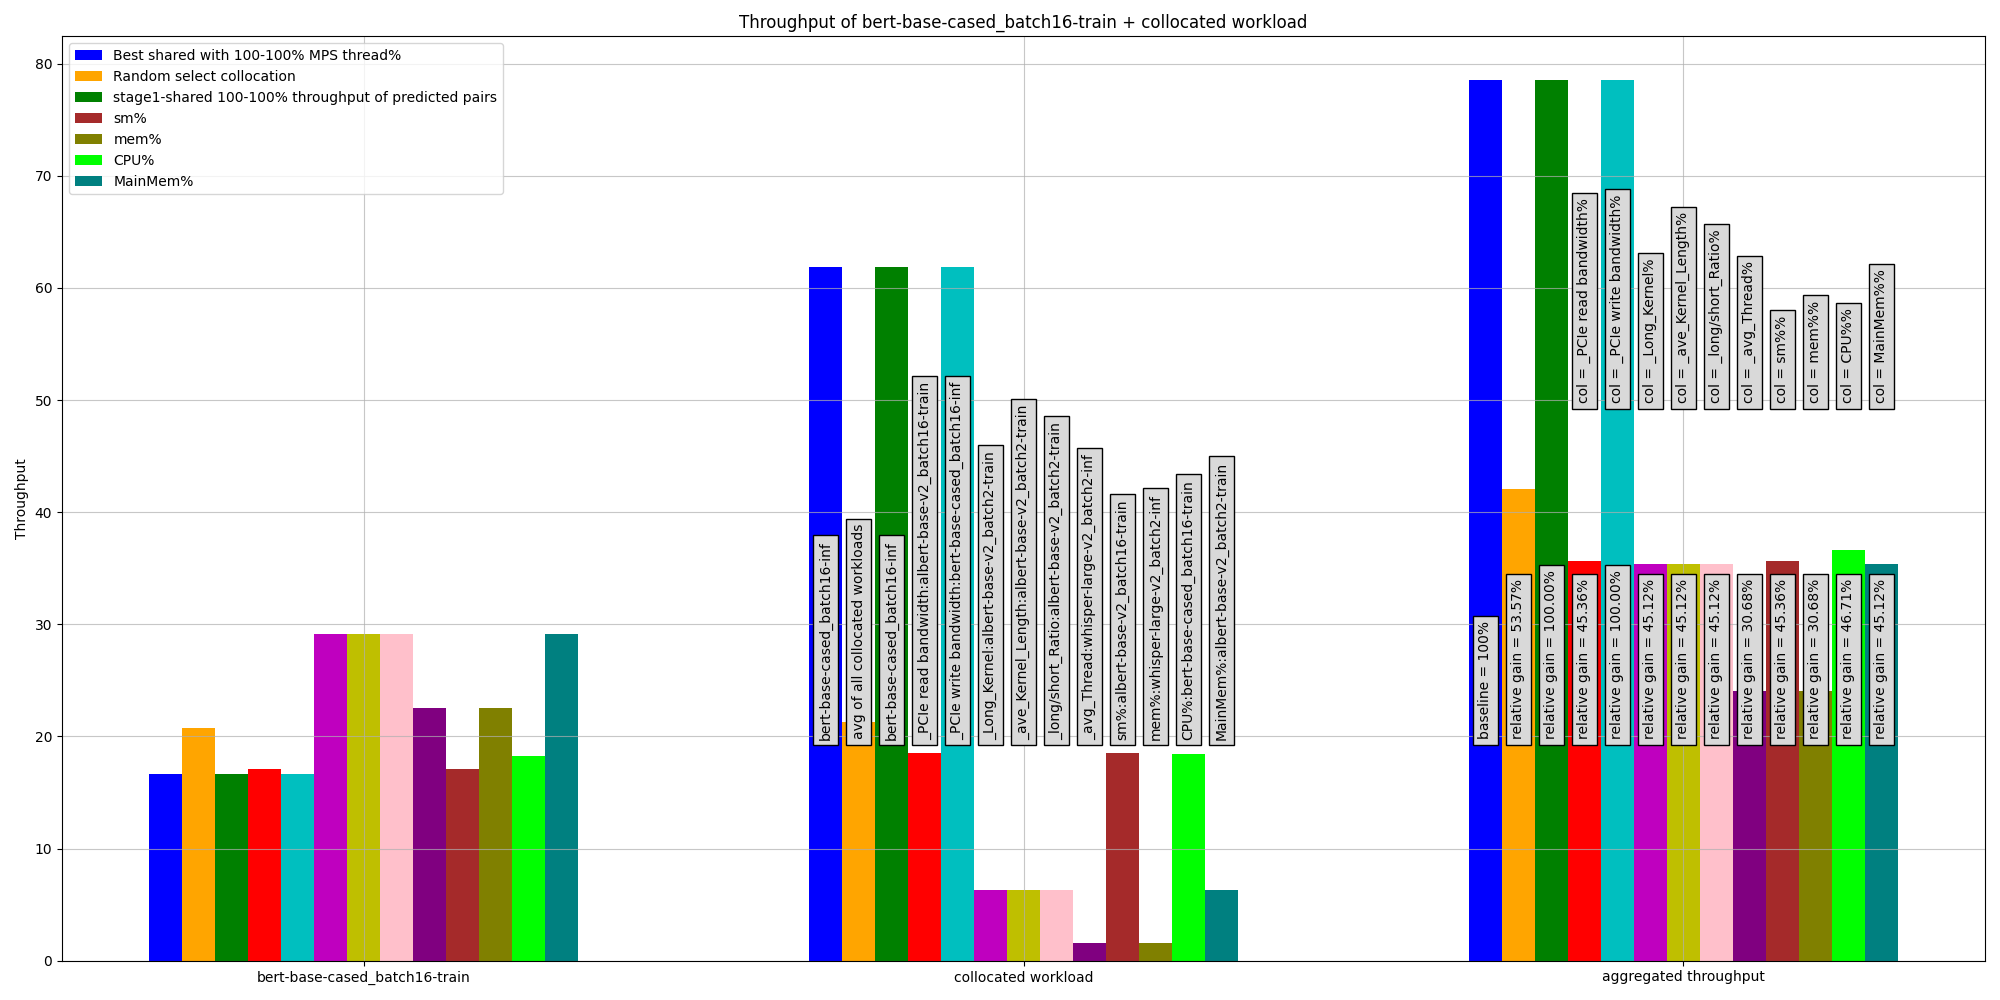 Throughput of bert-base-cased_batch16-train + collocated workload
Best shared with 100-100% MPS thread%
Random select collocation
stage1-shared 100-100% throughput of predicted pairs
sm%
mem%
CPU%
MainMem%
Throughput
80
70
60
50
40
30
20
10
0
bert-base-cased_batch16-inf
avg of all collocated workloads
bert-base-cased_batch16-inf
_PCIe read bandwidth:albert-base-v2_batch16-train
_PCIe write bandwidth:bert-base-cased_batch16-inf
_Long_Kernel:albert-base-v2_batch2-train
_ave_Kernel_Length:albert-base-v2_batch2-train
_long/short_Ratio:albert-base-v2_batch2-train
_avg_Thread:whisper-large-v2_batch2-inf
sm%:albert-base-v2_batch16-train
mem%:whisper-large-v2_batch2-inf
CPU%:bert-base-cased_batch16-train
MainMem%:albert-base-v2_batch2-train
col = _PCIe read bandwidth%
col = _PCIe write bandwidth%
col = _Long_Kernel%
col = _ave_Kernel_Length%
col = _long/short_Ratio%
col = _avg_Thread%
col = sm%%
col = mem%%
col = CPU%%
col = MainMem%%
baseline = 100%
relative gain = 53.57%
relative gain = 100.00%
relative gain = 45.36%
relative gain = 100.00%
relative gain = 45.12%
relative gain = 45.12%
relative gain = 45.12%
relative gain = 30.68%
relative gain = 45.36%
relative gain = 30.68%
relative gain = 46.71%
relative gain = 45.12%
bert-base-cased_batch16-train
collocated workload
aggregated throughput